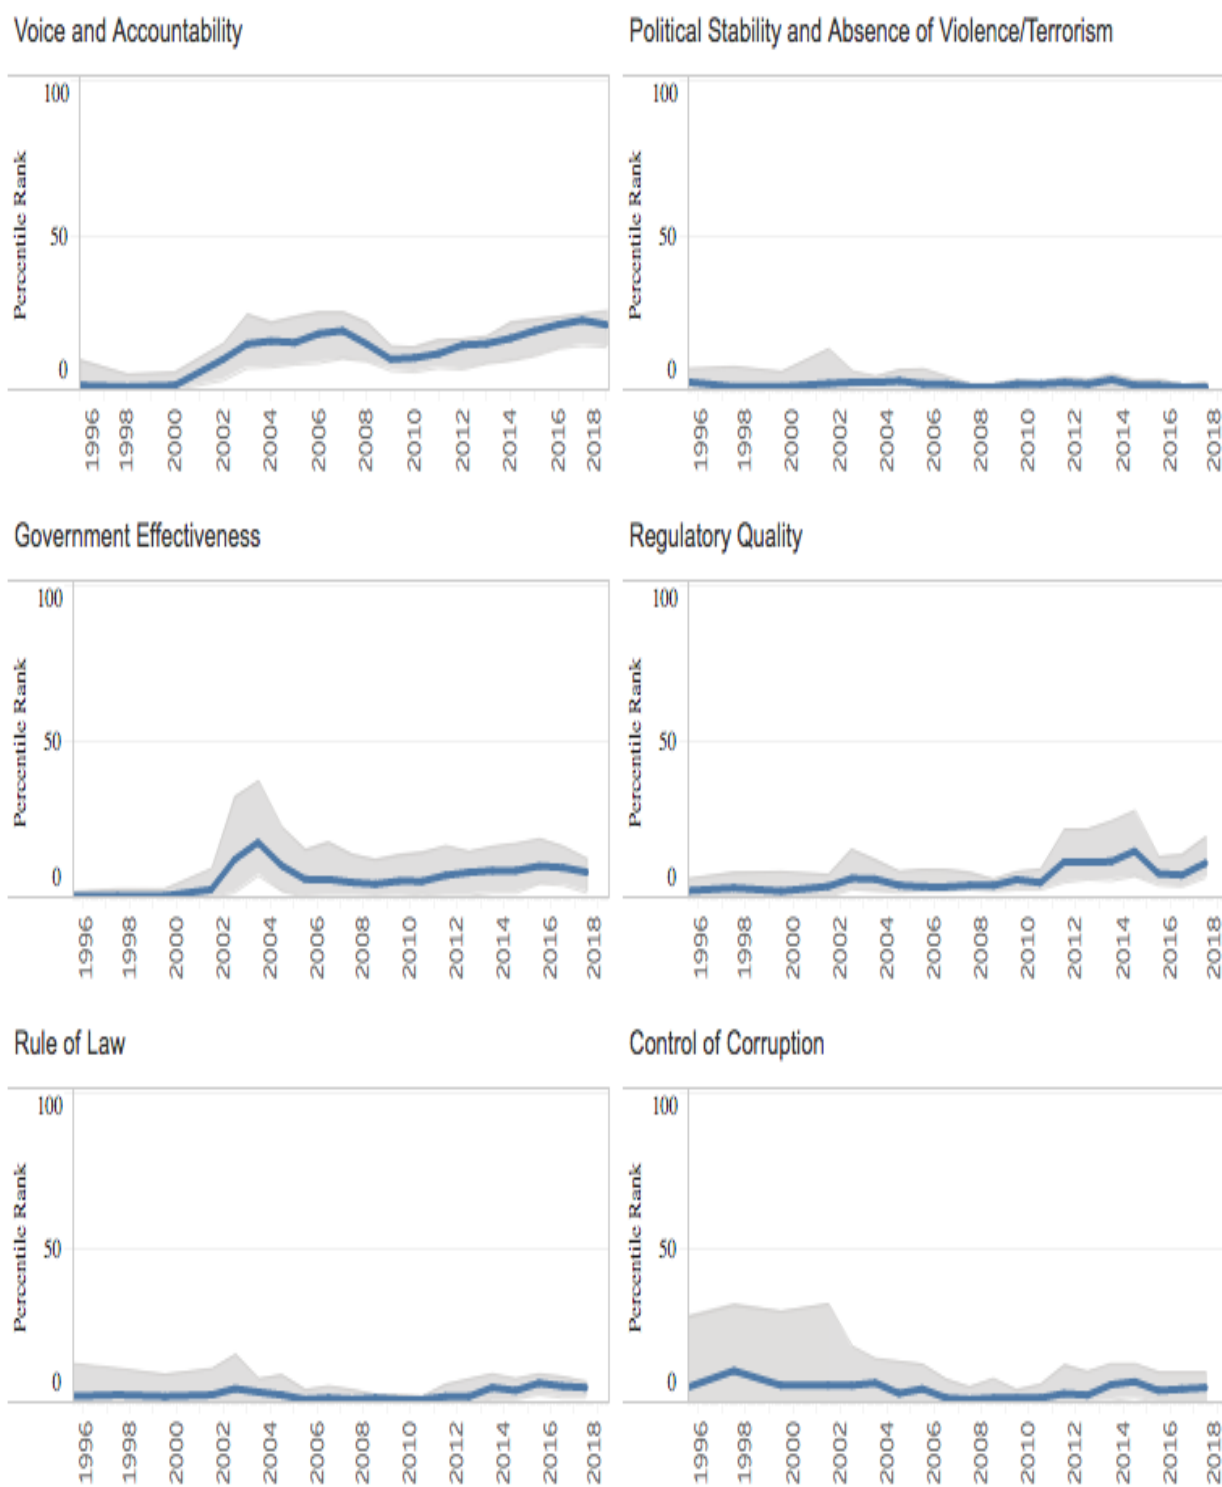 Voice and Accountability
100
50
0
Percentile Rank
1996 1998 2000 2002 2004 2006 2008 2010 2012 2014 2016 2018
Political Stability and Absence of Violence/Terrorism
100
50
0
Percentile Rank
1996 1998 2000 2002 2004 2006 2008 2010 2012 2014 2016 2018
Government Effectiveness
100
50
0
Percentile Rank
1996 1998 2000 2002 2004 2006 2008 2010 2012 2014 2016 2018
Regulatory Quality
100
50
0
Percentile Rank
1996 1998 2000 2002 2004 2006 2008 2010 2012 2014 2016 2018
Rule of Law
100
50
0
Percentile Rank
1996 1998 2000 2002 2004 2006 2008 2010 2012 2014 2016 2018
Control of Corruption
100
50
0
Percentile Rank
1996 1998 2000 2002 2004 2006 2008 2010 2012 2014 2016 2018